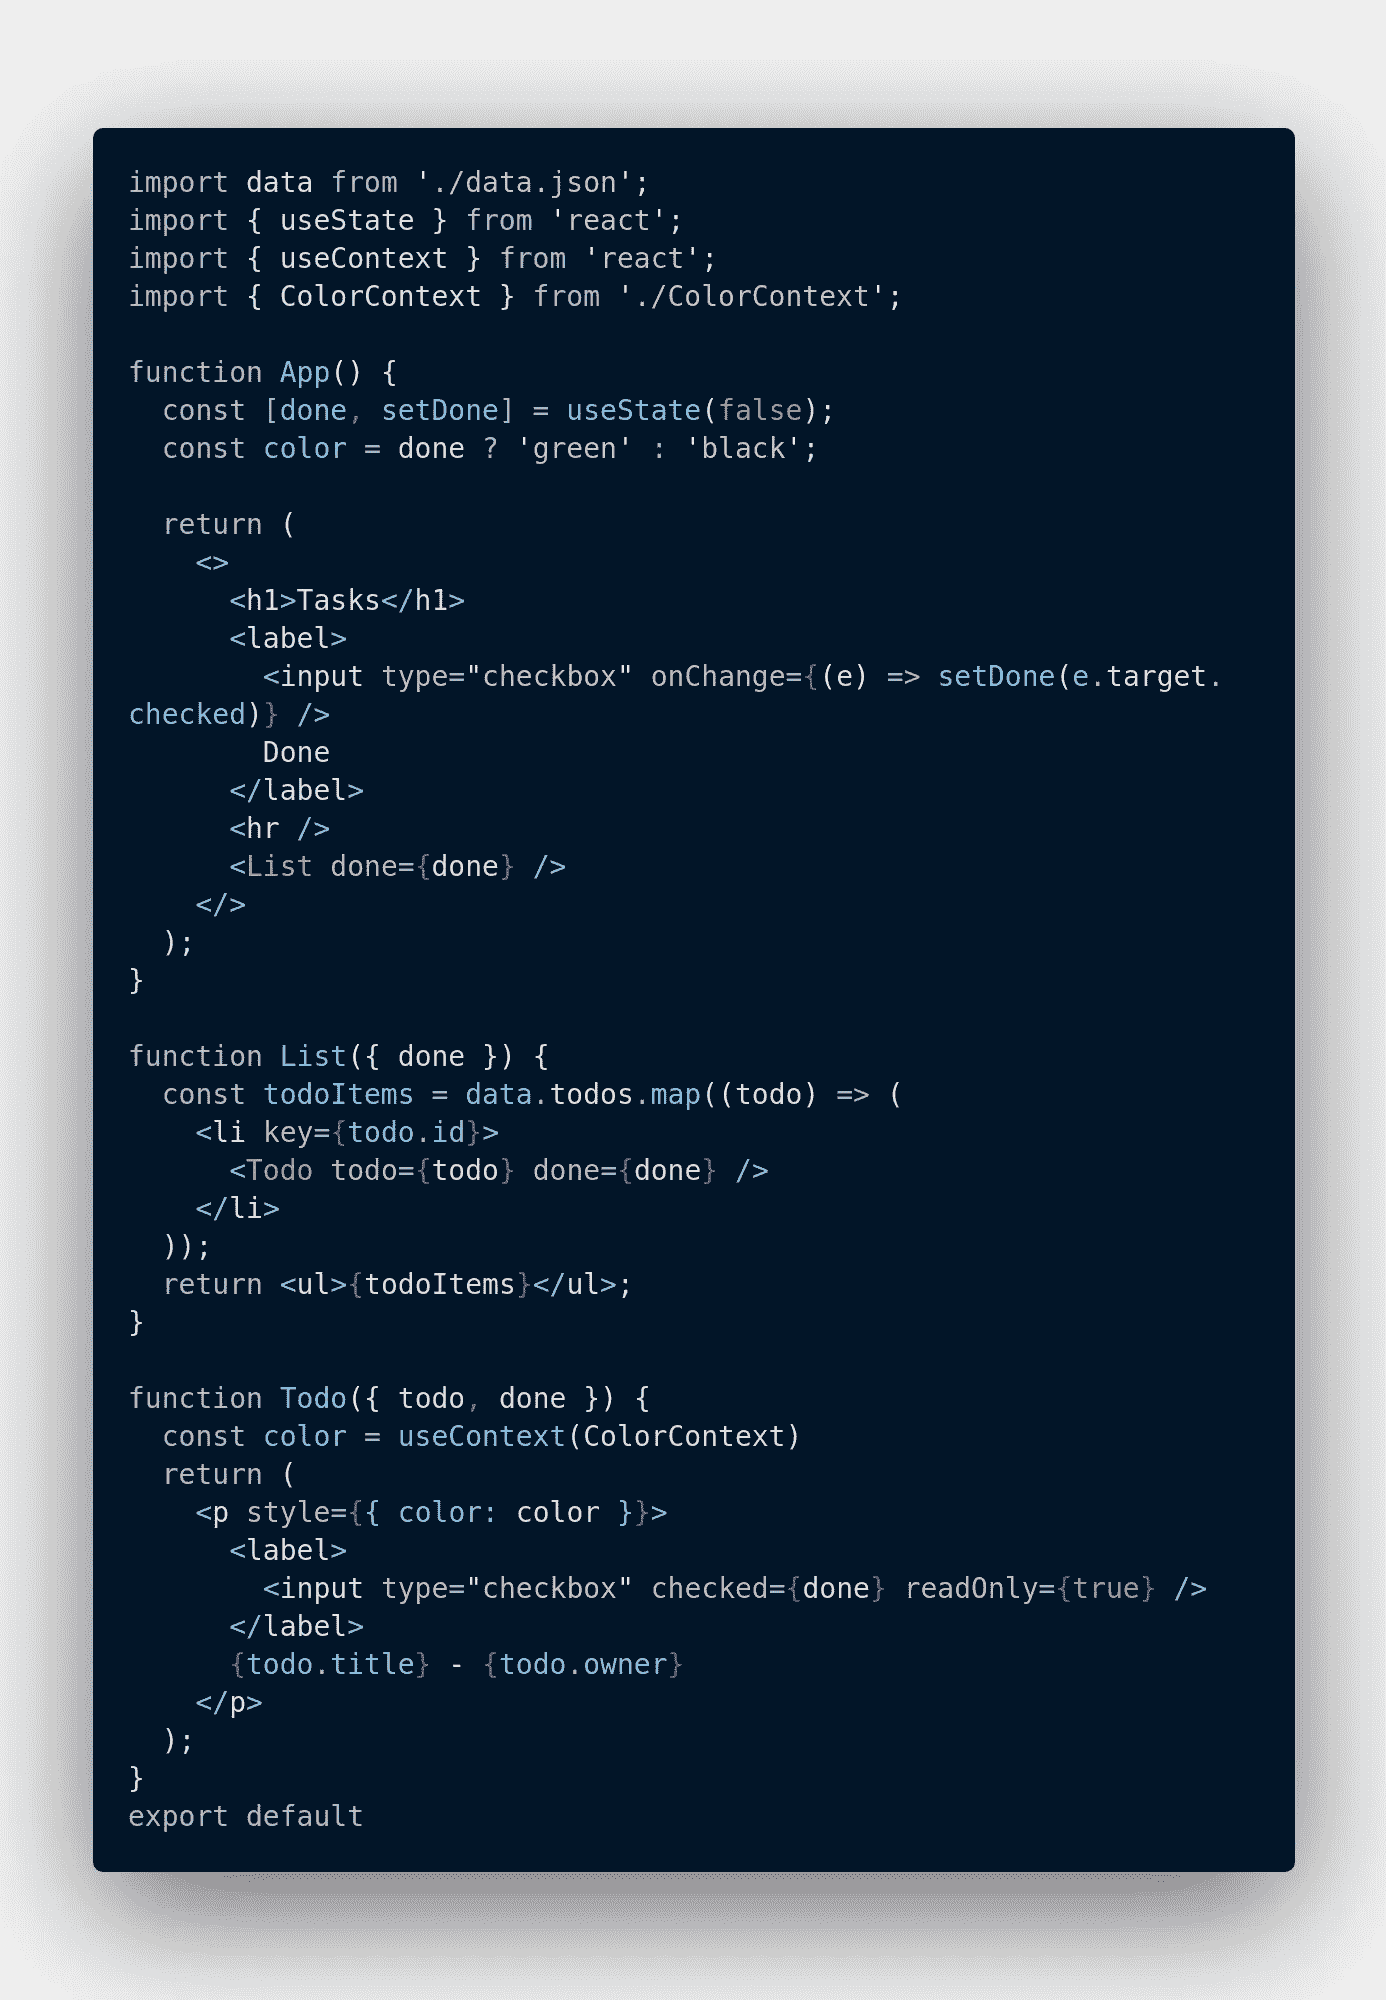 import data from './data.json';
import { useState } from 'react';
import { useContext } from 'react';
import { ColorContext } from './ColorContext';

function App() {
  const [done, setDone] = useState(false);
  const color = done ? 'green' : 'black';

  return (
    <>
      <h1>Tasks</h1>
      <label>
        <input type="checkbox" onChange={(e) => setDone(e.target.
checked)} />
        Done
      </label>
      <hr />
      <List done={done} />
    </>
  );
}

function List({ done }) {
  const todoItems = data.todos.map((todo) => (
    <li key={todo.id}>
      <Todo todo={todo} done={done} />
    </li>
  ));
  return <ul>{todoItems}</ul>;
}

function Todo({ todo, done }) {
  const color = useContext(ColorContext)
  return (
    <p style={{ color: color }}>
      <label>
        <input type="checkbox" checked={done} readOnly={true} />
      </label>
      {todo.title} - {todo.owner}
    </p>
  );
}
export default